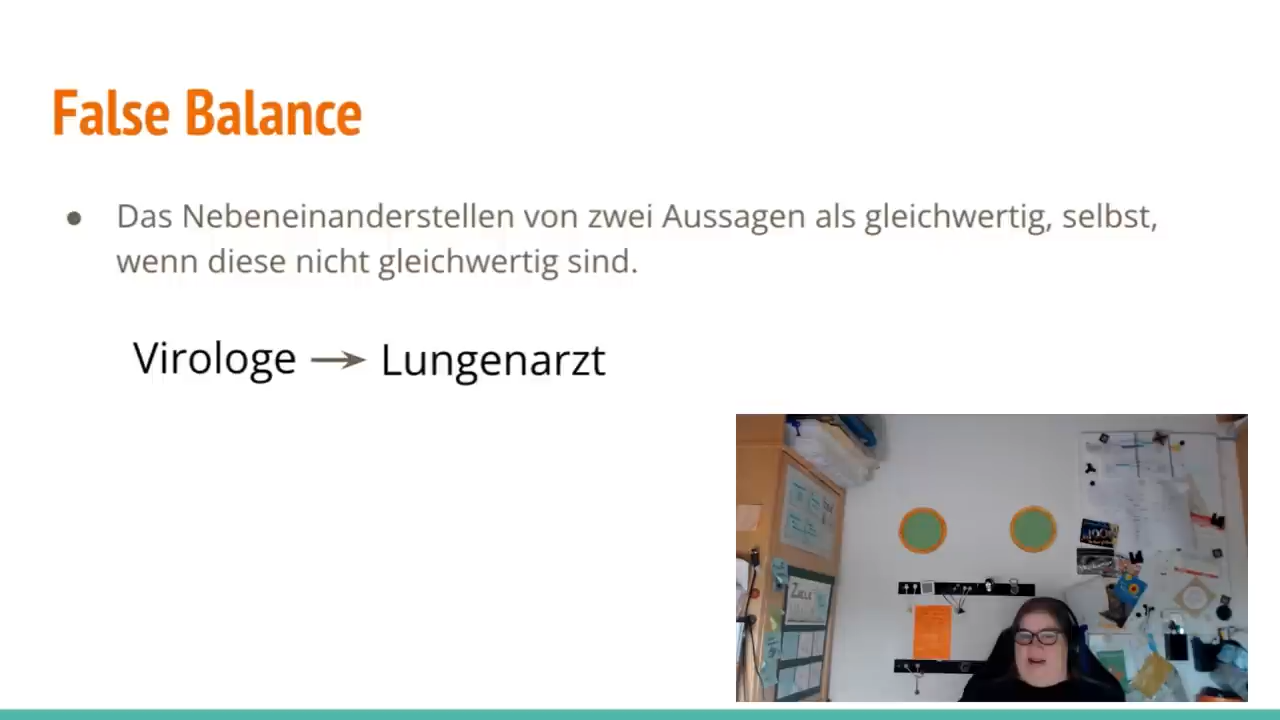 False Balance
● Das Nebeneinanderstellen von zwei Aussagen als gleichwertig, selbst,
wenn diese nicht gleichwertig sind.
Virologe → Lungenarzt